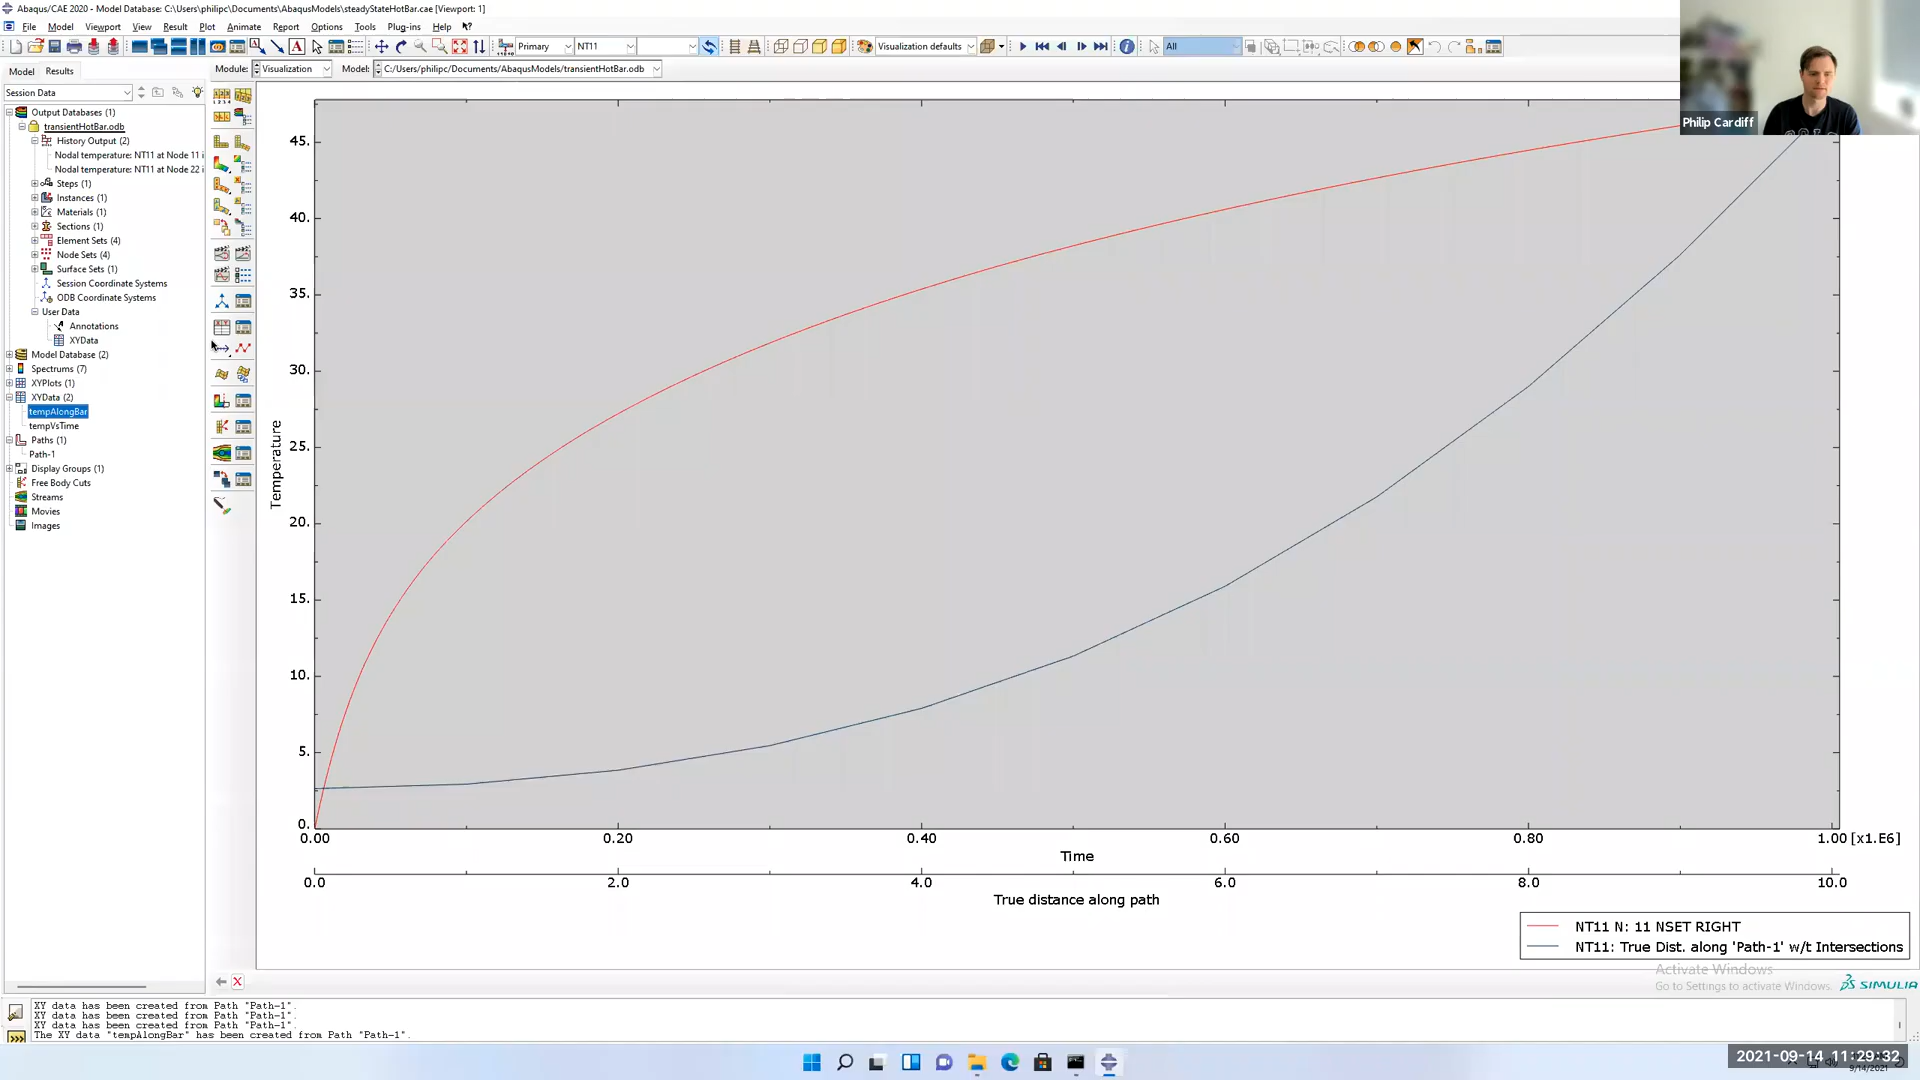 Abaqus/CAE 2020 - Model Database: C:\Users\philipc\Documents\AbaqusModels\steadyStateHotBar.cae [Viewport: 1]
File Model Viewport View Result Plot Animate Report Options Tools Plug-ins Help
Primary NT11 Visualization defaults All
Model Results Module: Visualization Model: C:/Users/philipc/Documents/AbaqusModels/transientHotBar.odb
Session Data
Output Databases (1)
transientHotBar.odb
History Output (2)
Nodal temperature: NT11 at Node 11 i
Nodal temperature: NT11 at Node 22 i
Steps (1)
Instances (1)
Materials (1)
Sections (1)
Element Sets (4)
Node Sets (4)
Surface Sets (1)
Session Coordinate Systems
ODB Coordinate Systems
User Data
Annotations
XYData
Model Database (2)
Spectrums (7)
XYPlots (1)
XYData (2)
tempAlongBar
tempVsTime
Paths (1)
Path-1
Display Groups (1)
Free Body Cuts
Streams
Movies
Images
Philip Cardiff
45.
40.
35.
30.
25.
20.
15.
10.
5.
0.
Temperature
0.00 0.20 0.40 0.60 0.80 1.00 [x1.E6]
Time
0.0 2.0 4.0 6.0 8.0 10.0
True distance along path
NT11 N: 11 NSET RIGHT
NT11: True Dist. along 'Path-1' w/t Intersections
Activate Windows
Go to Settings to activate Windows.
SIMULIA
XY data has been created from Path "Path-1".
XY data has been created from Path "Path-1".
XY data has been created from Path "Path-1".
The XY data "tempAlongBar" has been created from Path "Path-1".
2021-09-14 11:29:32
9/14/2021